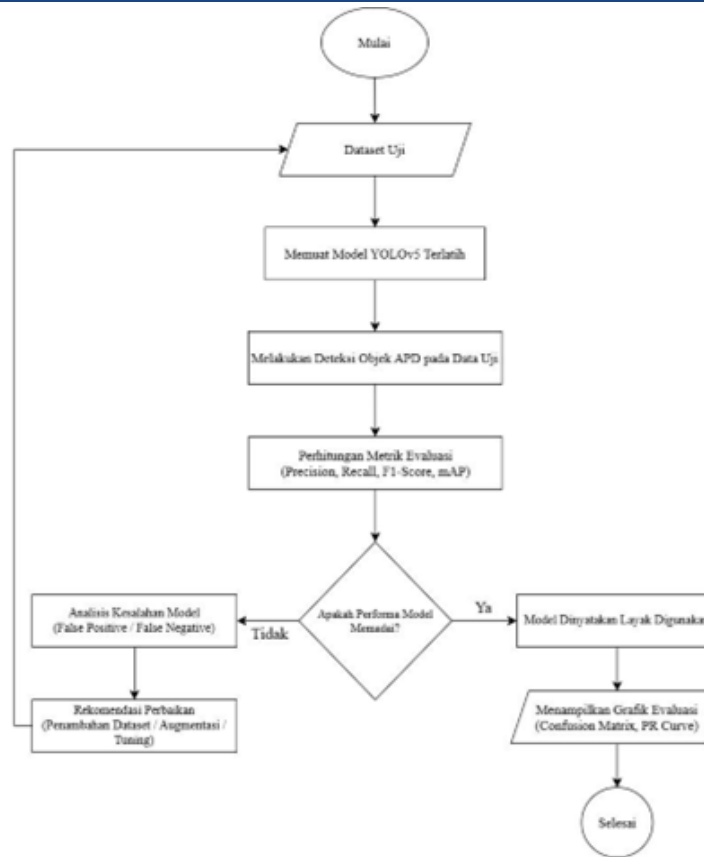 Mulai
Dataset Uji
Memuat Model YOLOv5 Terlatih
Melakukan Deteksi Objek APD pada Data Uji
Perhitungan Metrik Evaluasi
(Precision, Recall, F1-Score, mAP)
Apakah Performa Model
Memadai?
Tidak
Ya
Analisis Kesalahan Model
(False Positive / False Negative)
Rekomendasi Perbaikan
(Penambahan Dataset / Augmentasi /
Tuning)
Model Dinyatakan Layak Digunakan
Menampilkan Grafik Evaluasi
(Confusion Matrix, PR Curve)
Selesai